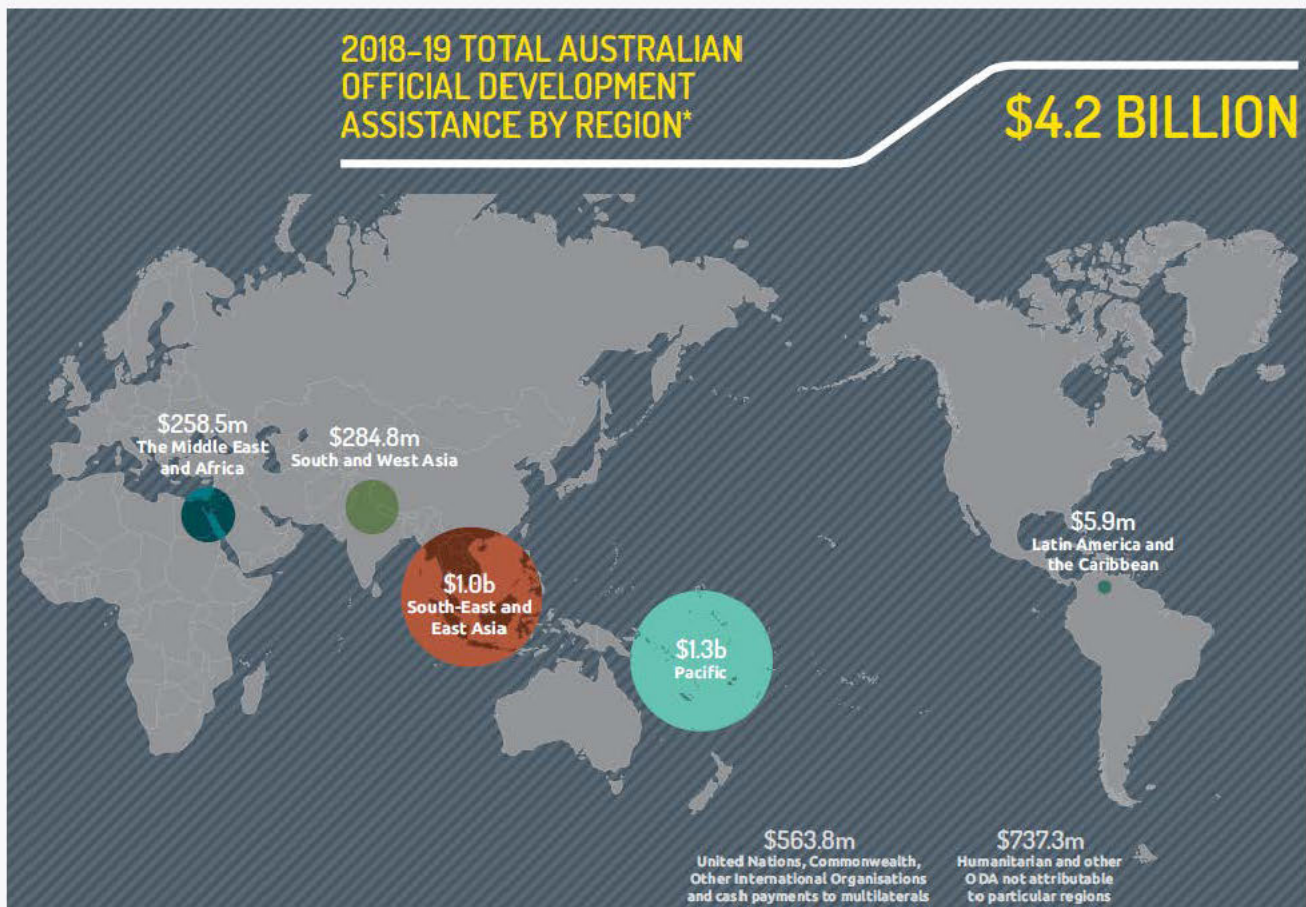 2018–19 TOTAL AUSTRALIAN
OFFICIAL DEVELOPMENT
ASSISTANCE BY REGION*
$4.2 BILLION
$258.5m
The Middle East
and Africa
$284.8m
South and West Asia
$1.0b
South-East and
East Asia
$1.3b
Pacific
$5.9m
Latin America and
the Caribbean
$563.8m
United Nations, Commonwealth,
Other International Organisations
and cash payments to multilaterals
$737.3m
Humanitarian and other
ODA not attributable
to particular regions